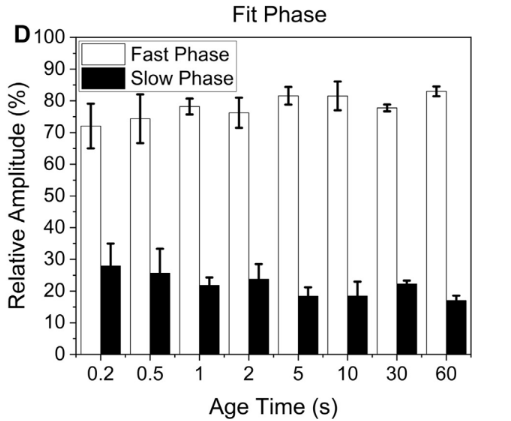 Fit Phase
D
Fast Phase
Slow Phase
Relative Amplitude (%)
100
90
80
70
60
50
40
30
20
10
0
0.2 0.5 1 2 5 10 30 60
Age Time (s)